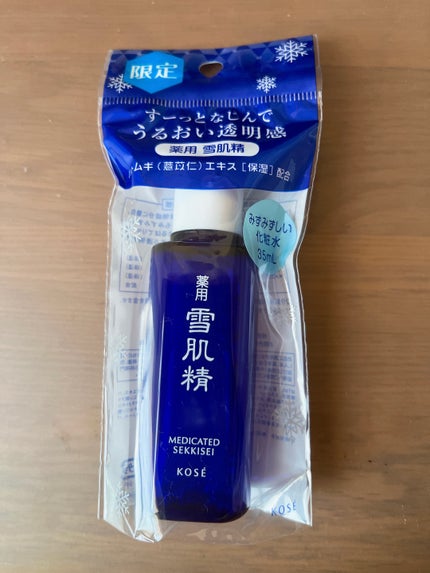 限定
すーっとなじんで
うるおい透明感
薬用 雪肌精
トムギ(薏苡仁)エキス[保湿]配合
みずみずしい
化粧水
35mL
薬用
雪肌精
MEDICATED
SEKKISEI
KOSÉ
KOSÉ